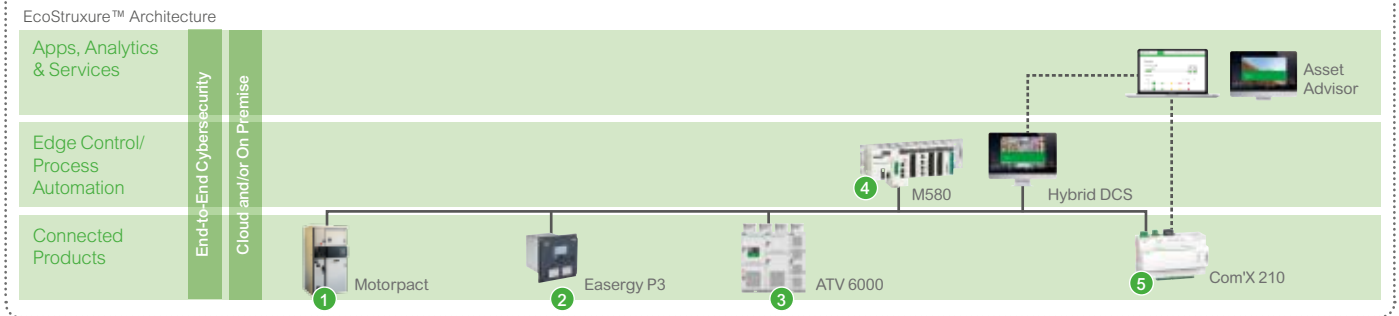 EcoStruxure™ Architecture
Apps, Analytics
& Services
End-to-End Cybersecurity
Cloud and/or On Premise
Asset
Advisor
Edge Control/
Process
Automation
4
M580
Hybrid DCS
Connected
Products
1
Motorpact
2
Easergy P3
3
ATV 6000
5
Com'X 210